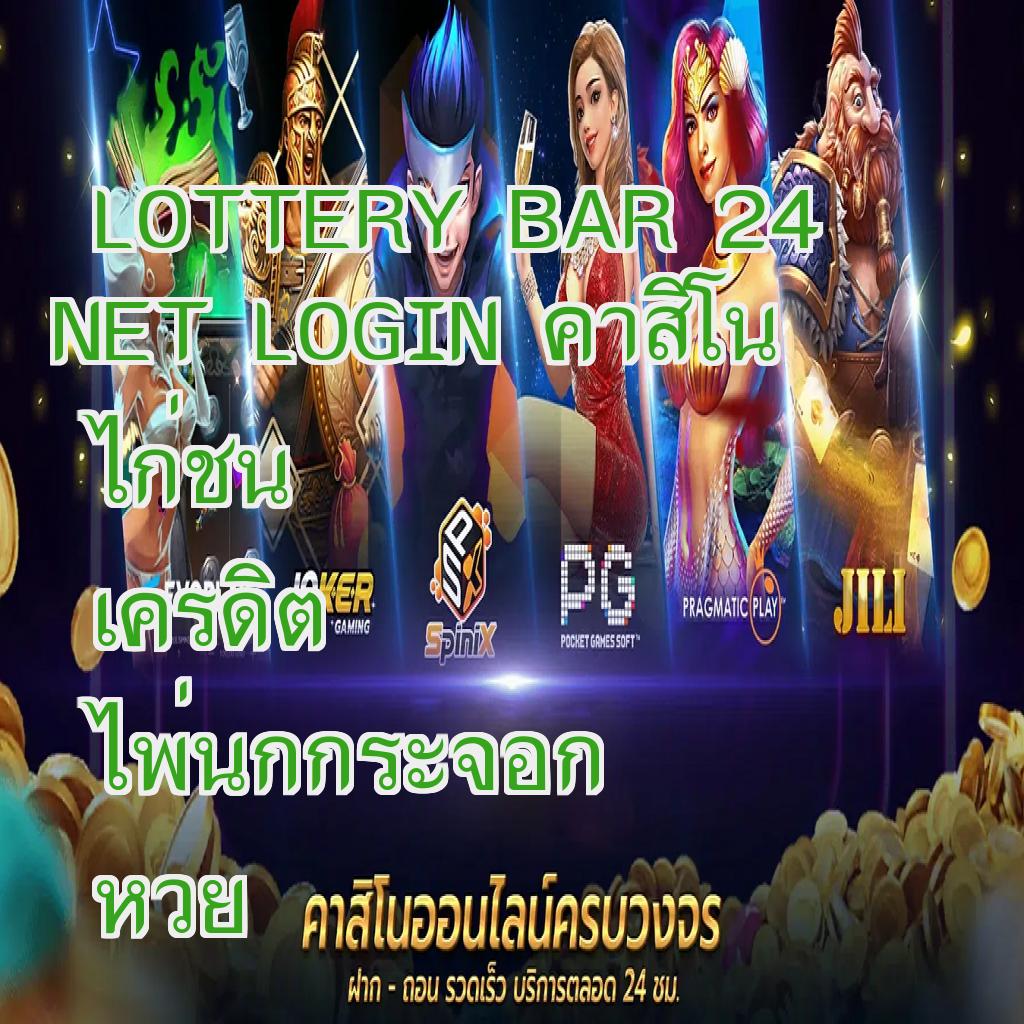 LOTTERY BAR 24
NET LOGIN คาสิโน
ไก่ชน
เครดิต
JOKER
GAMING
SpiniX
PG
POCKET GAMES SOFT™
PRAGMATIC PLAY™
JILI
ไพ่นกกระจอก
หวย
คาสิโนออนไลน์ครบวงจร
ฝาก - ถอน รวดเร็ว บริการตลอด 24 ชม.